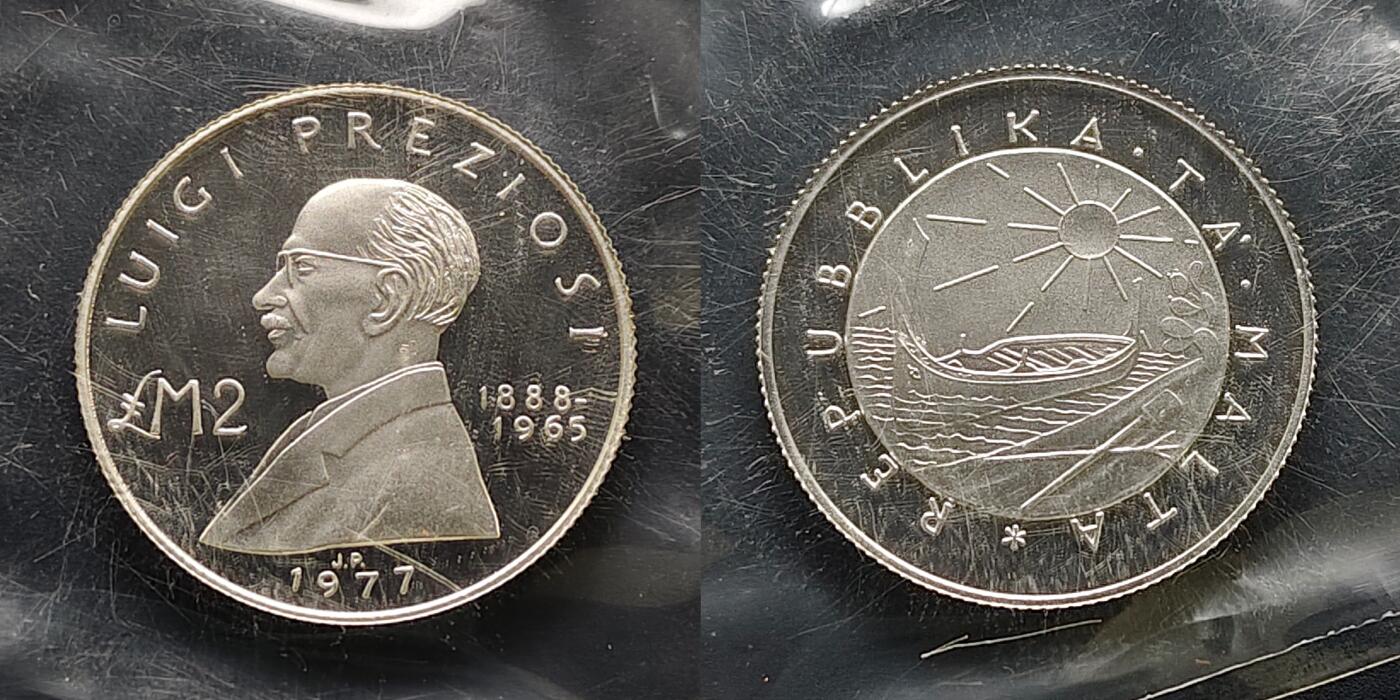 LUIGI PREZIOSI
£M2
1888-
1965
J.P.
1977
REPUBBLIKA · TA · MALTA *